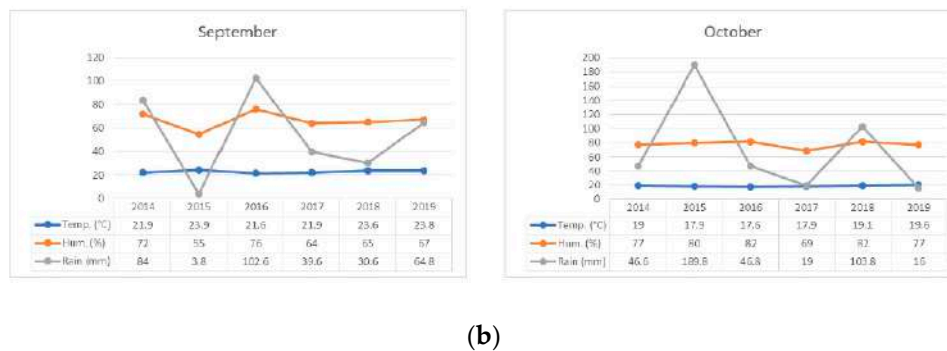 September
120
100
80
60
40
20
0
2014 2015 2016 2017 2018 2019
Temp. (°C) 21.9 23.9 21.6 21.9 23.6 23.8
Hum. (%) 72 55 76 64 65 67
Rain (mm) 84 3.8 102.6 39.6 30.6 64.8
October
200
180
160
140
120
100
80
60
40
20
0
2014 2015 2016 2017 2018 2019
Temp. (°C) 19 17.9 17.6 17.9 19.1 19.6
Hum. (%) 77 80 82 69 82 77
Rain (mm) 46.6 189.8 46.8 19 103.8 16
(b)